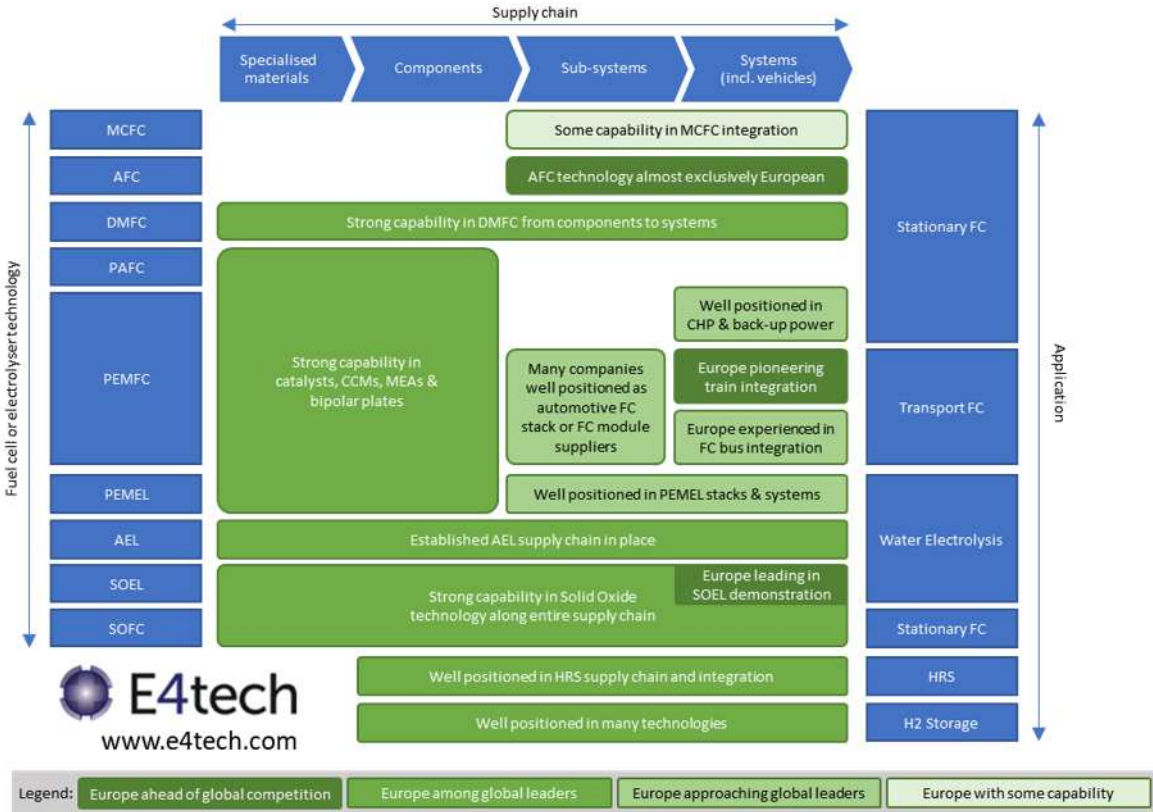 Supply chain
Specialised
materials
Components
Sub-systems
Systems
(incl. vehicles)
Fuel cell or electrolyser technology
MCFC
Some capability in MCFC integration
AFC
AFC technology almost exclusively European
DMFC
Strong capability in DMFC from components to systems
Stationary FC
PAFC
PEMFC
Strong capability in
catalysts, CCMs, MEAs &
bipolar plates
Well positioned in
CHP & back-up power
Many companies
well positioned as
automotive FC
stack or FC module
suppliers
Europe pioneering
train integration
Europe experienced in
FC bus integration
Transport FC
Application
PEMEL
Well positioned in PEMEL stacks & systems
AEL
Established AEL supply chain in place
Water Electrolysis
SOEL
Europe leading in
SOEL demonstration
Strong capability in Solid Oxide
technology along entire supply chain
SOFC
Stationary FC
E4tech
www.e4tech.com
Well positioned in HRS supply chain and integration
HRS
Well positioned in many technologies
H2 Storage
Legend:
Europe ahead of global competition
Europe among global leaders
Europe approaching global leaders
Europe with some capability